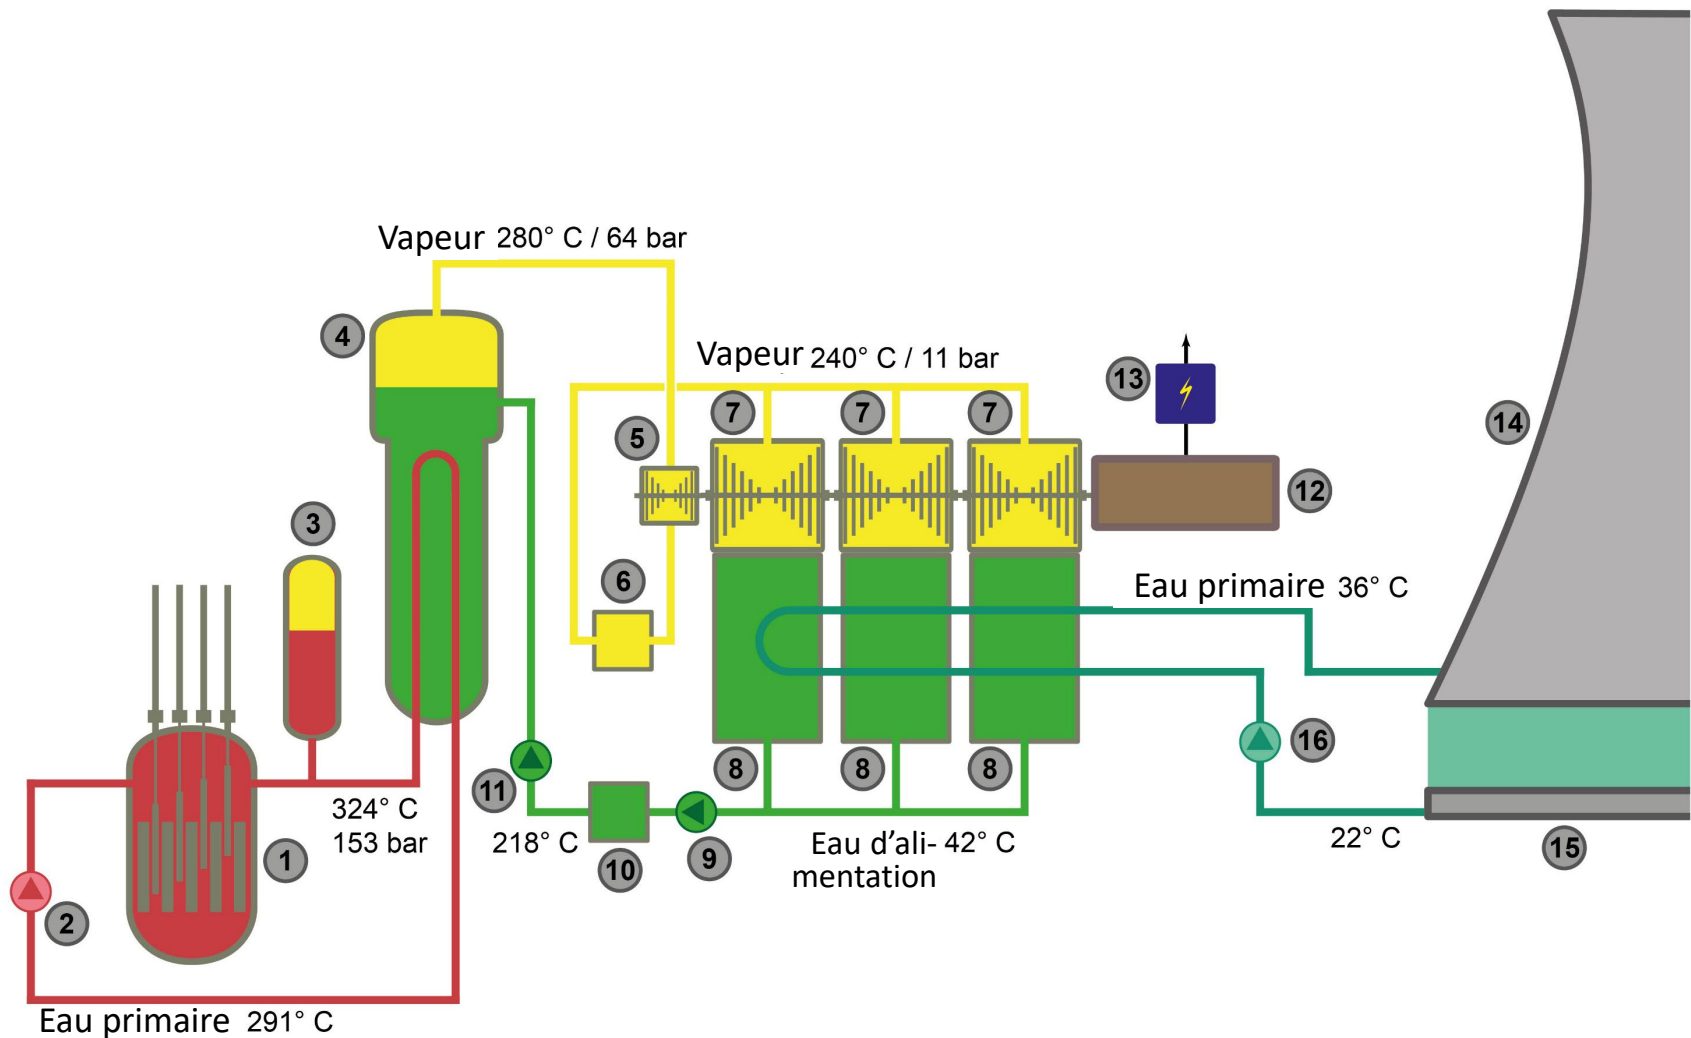 Vapeur 280° C / 64 bar
4
Vapeur 240° C / 11 bar
13
7
7
7
5
14
12
3
6
Eau primaire 36° C
16
8
8
8
11
324° C
153 bar
218° C
Eau d'ali- 42° C
mentation
22° C
1
10
9
15
2
Eau primaire 291° C